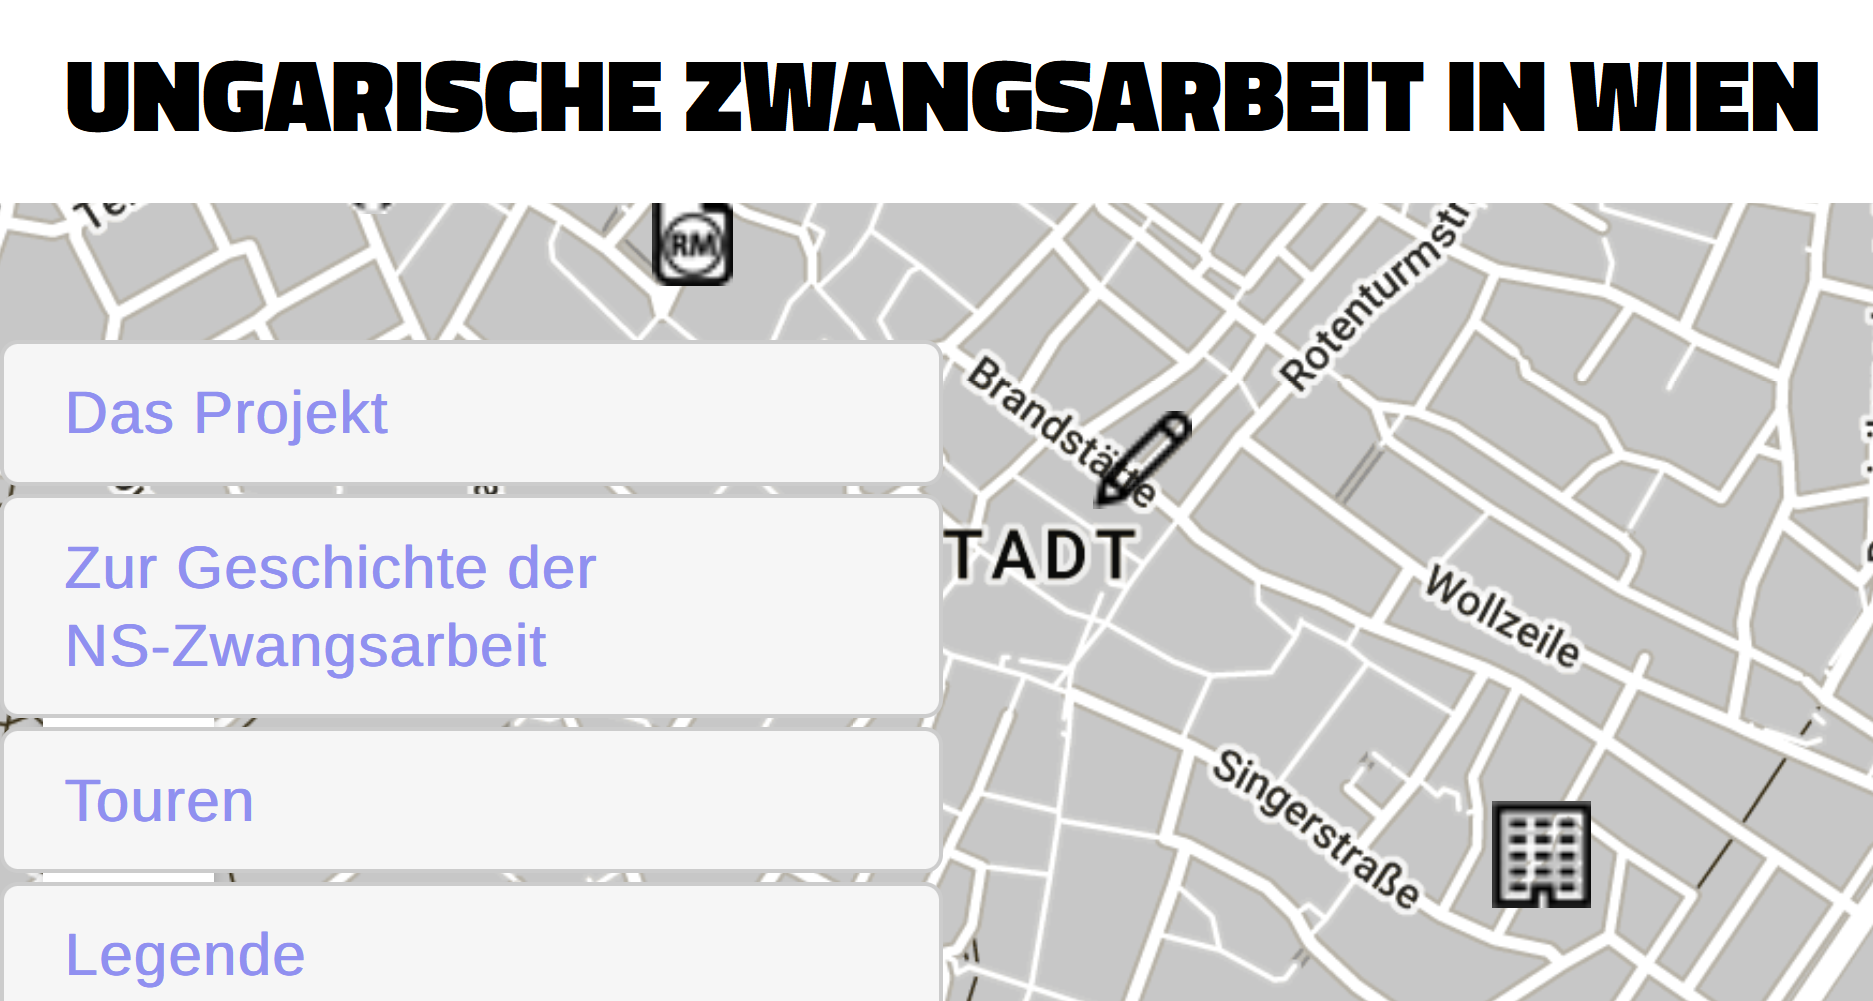 UNGARISCHE ZWANGSARBEIT IN WIEN
RM
Rotenturmstr
Brandstätte
Das Projekt
TADT
Zur Geschichte der
NS-Zwangsarbeit
Wollzeile
Touren
Singerstraße
Legende